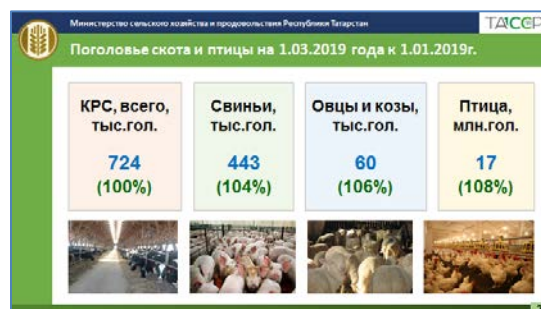 Министерство сельского хозяйства и продовольствия Республики Татарстан
ТАССР
Поголовье скота и птицы на 1.03.2019 года к 1.01.2019г.
КРС, всего,
тыс.гол.
724
(100%)
Свиньи,
тыс.гол.
443
(104%)
Овцы и козы,
тыс.гол.
60
(106%)
Птица,
млн.гол.
17
(108%)